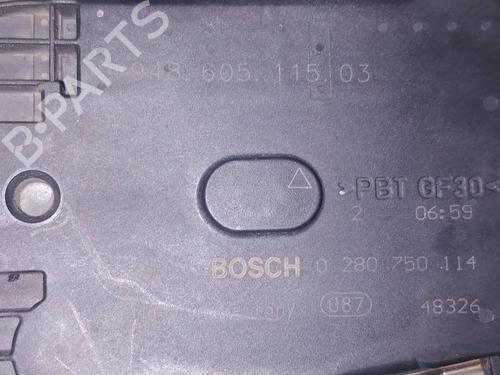 948.605.115.03
B-PARTS
>PBT GF30<
2 06:59
BOSCH 0 280 750 114
087 48326